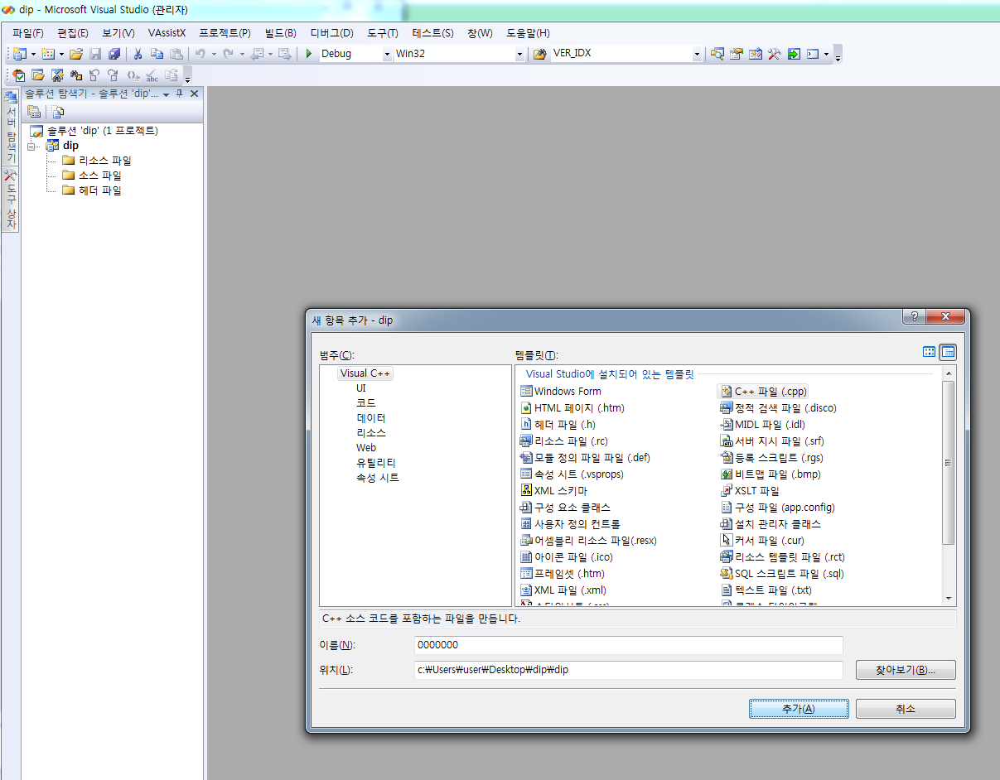 dip - Microsoft Visual Studio (관리자)
파일(F) 편집(E) 보기(V) VAssistX 프로젝트(P) 빌드(B) 디버그(D) 도구(T) 테스트(S) 창(W) 도움말(H)
Debug Win32 VER_IDX
솔루션 탐색기 - 솔루션 'dip'...
서버 탐색기
도구 상자
솔루션 'dip' (1 프로젝트)
dip
리소스 파일
소스 파일
헤더 파일
새 항목 추가 - dip
범주(C):
템플릿(T):
Visual C++
UI
코드
데이터
리소스
Web
유틸리티
속성 시트
Visual Studio에 설치되어 있는 템플릿
Windows Form
C++ 파일 (.cpp)
HTML 페이지 (.htm)
정적 검색 파일 (.disco)
헤더 파일 (.h)
MIDL 파일 (.idl)
리소스 파일 (.rc)
서버 지시 파일 (.srf)
모듈 정의 파일 파일 (.def)
등록 스크립트 (.rgs)
속성 시트 (.vsprops)
비트맵 파일 (.bmp)
XML 스키마
XSLT 파일
구성 요소 클래스
구성 파일 (app.config)
사용자 정의 컨트롤
설치 관리자 클래스
어셈블리 리소스 파일(.resx)
커서 파일 (.cur)
아이콘 파일 (.ico)
리소스 템플릿 파일 (.rct)
프레임셋 (.htm)
SQL 스크립트 파일 (.sql)
XML 파일 (.xml)
텍스트 파일 (.txt)
C++ 소스 코드를 포함하는 파일을 만듭니다.
이름(N):
0000000
위치(L):
c:₩Users₩user₩Desktop₩dip₩dip
찾아보기(B)...
추가(A)
취소